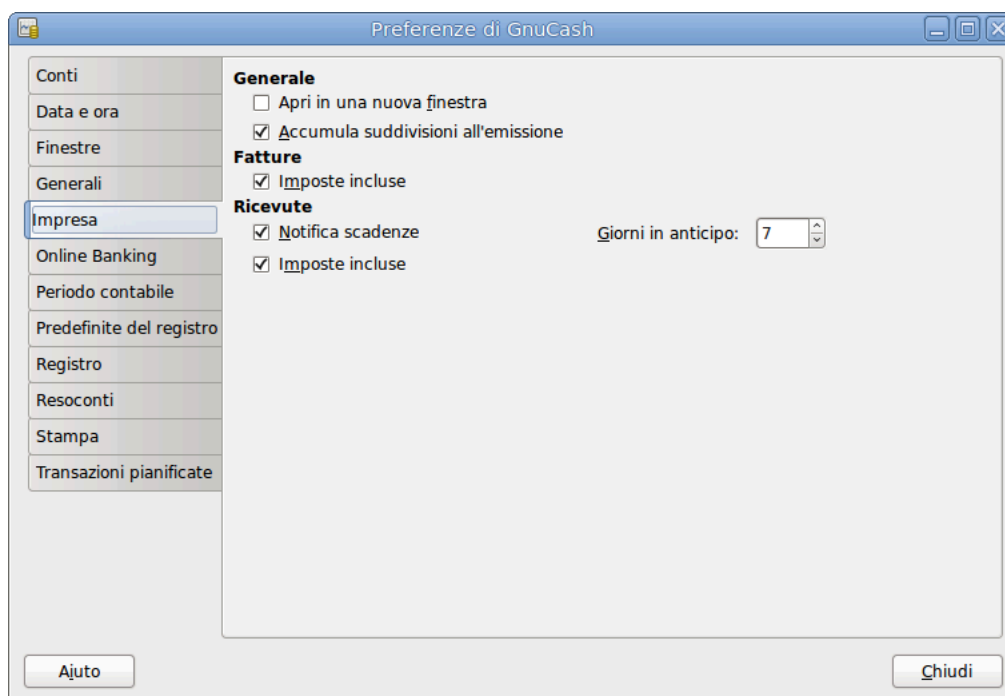 Preferenze di GnuCash
Conti
Data e ora
Finestre
Generali
Impresa
Online Banking
Periodo contabile
Predefinite del registro
Registro
Resoconti
Stampa
Transazioni pianificate
Generale
Apri in una nuova finestra
Accumula suddivisioni all'emissione
Fatture
Imposte incluse
Ricevute
Notifica scadenze Giorni in anticipo: 7
Imposte incluse
Aiuto Chiudi